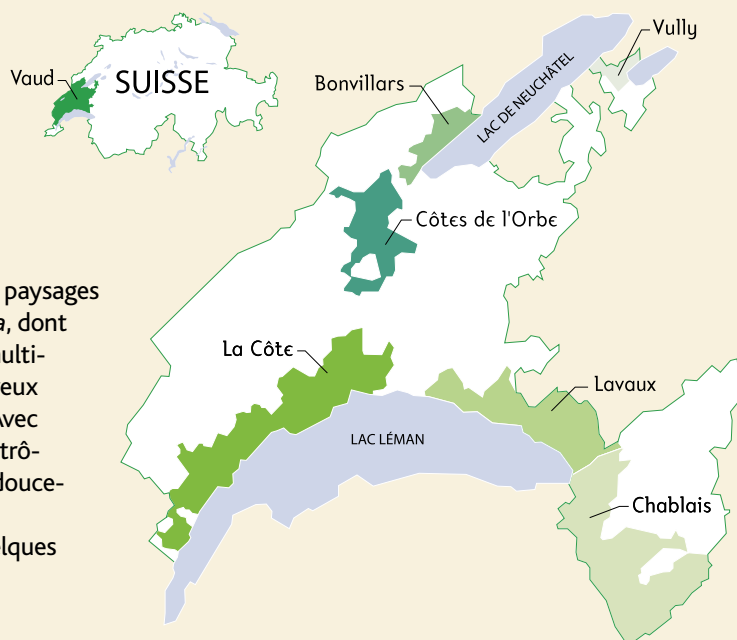 Vaud
SUISSE
Vully
Bonvillars
LAC DE NEUCHÂTEL
Côtes de l'Orbe
paysages
a, dont
ulti-
eux
Avec
trô-
douce-
elques
La Côte
Lavaux
LAC LÉMAN
Chablais